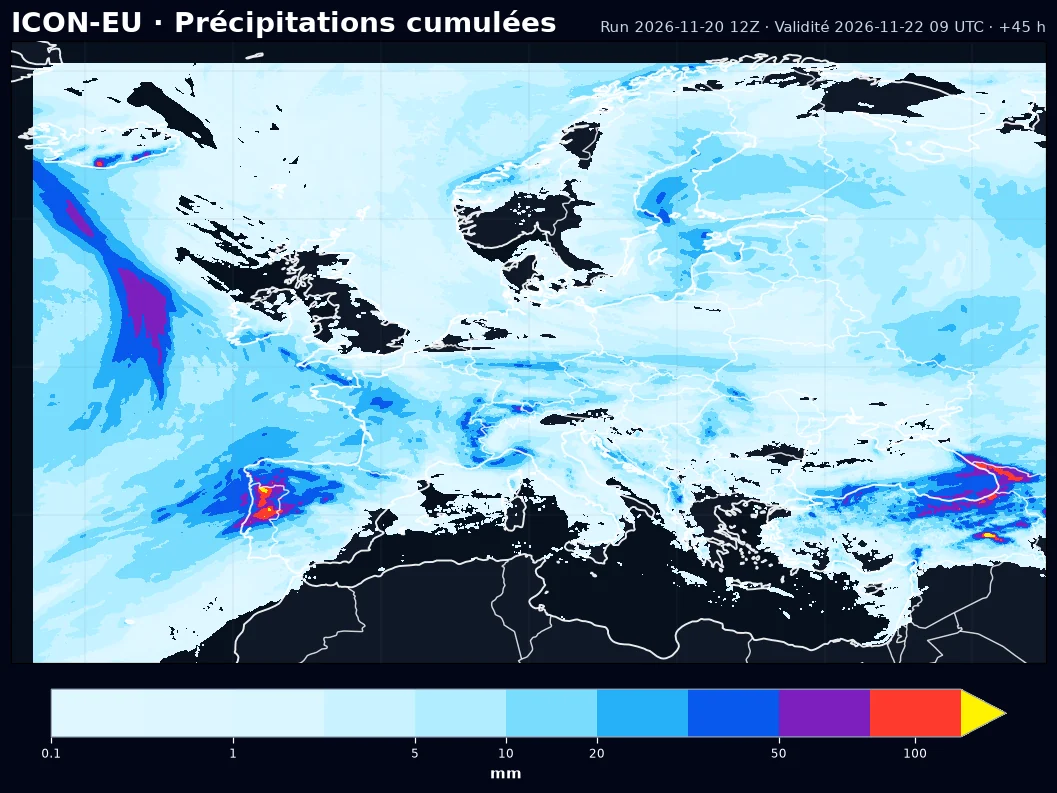 ICON-EU · Précipitations cumulées
Run 2026-11-20 12Z · Validité 2026-11-22 09 UTC · +45 h
0.1 1 5 10 20 50 100
mm